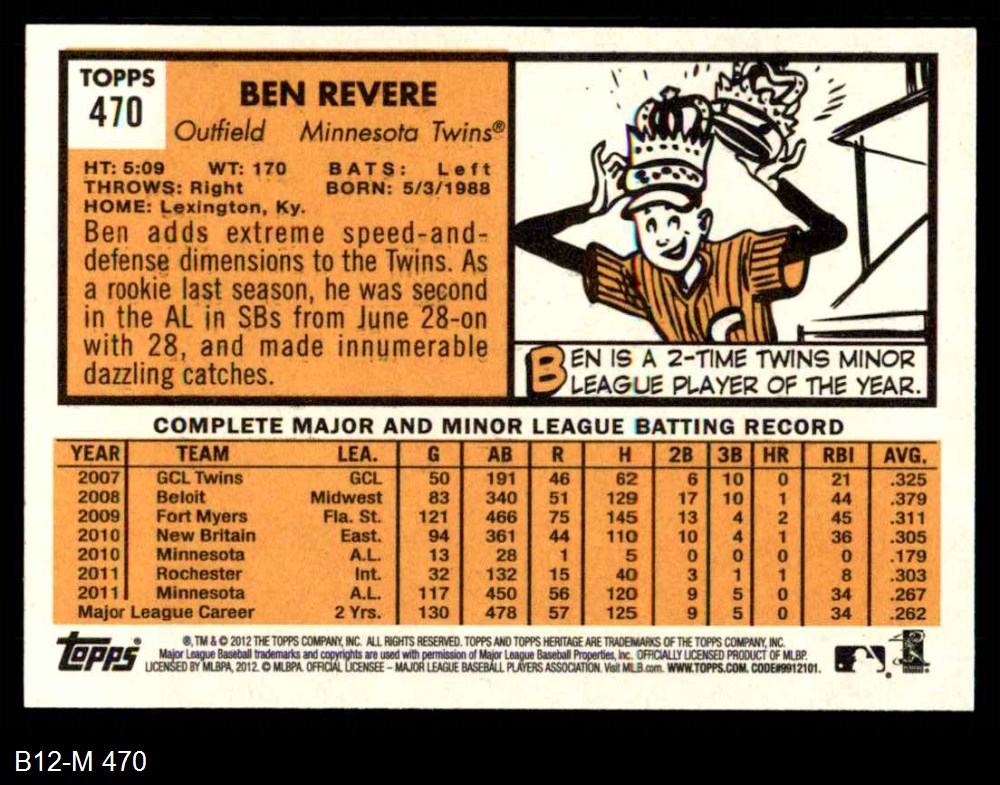 TOPPS
470
BEN REVERE
Outfield Minnesota Twins®
HT: 5:09 WT: 170 BATS: Left
THROWS: Right BORN: 5/3/1988
HOME: Lexington, Ky.
Ben adds extreme speed-and-
defense dimensions to the Twins. As
a rookie last season, he was second
in the AL in SBs from June 28-on
with 28, and made innumerable
dazzling catches.
BEN IS A 2-TIME TWINS MINOR
LEAGUE PLAYER OF THE YEAR.
COMPLETE MAJOR AND MINOR LEAGUE BATTING RECORD
YEAR TEAM LEA. G AB R H 2B 3B HR RBI AVG.
2007 GCL Twins GCL 50 191 46 62 6 10 0 21 .325
2008 Beloit Midwest 83 340 51 129 17 10 1 44 .379
2009 Fort Myers Fla. St. 121 466 75 145 13 4 2 45 .311
2010 New Britain East. 94 361 44 110 10 4 1 36 .305
2010 Minnesota A.L. 13 28 1 5 0 0 0 0 .179
2011 Rochester Int. 32 132 15 40 3 1 1 8 .303
2011 Minnesota A.L. 117 450 56 120 9 5 0 34 .267
Major League Career 2 Yrs. 130 478 57 125 9 5 0 34 .262
Topps®
®, TM & © 2012 THE TOPPS COMPANY, INC. ALL RIGHTS RESERVED. TOPPS AND TOPPS HERITAGE ARE TRADEMARKS OF THE TOPPS COMPANY, INC.
Major League Baseball trademarks and copyrights are used with permission of Major League Baseball Properties, Inc. OFFICIALLY LICENSED PRODUCT OF MLBP.
LICENSED BY MLBPA, 2012. © MLBPA. OFFICIAL LICENSEE – MAJOR LEAGUE BASEBALL PLAYERS ASSOCIATION. Visit MLB.com. WWW.TOPPS.COM. CODE#9912101.
B12-M 470